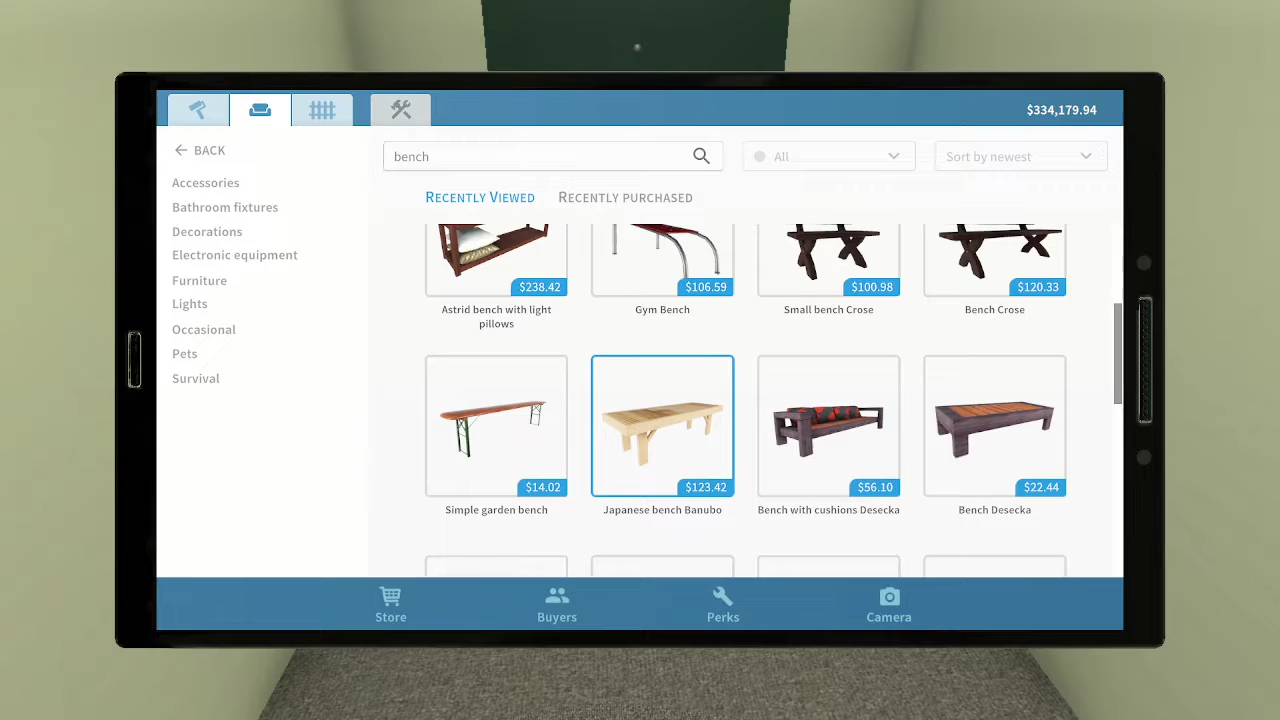 $334,179.94
BACK
bench
All
Sort by newest
Accessories
Bathroom fixtures
Decorations
Electronic equipment
Furniture
Lights
Occasional
Pets
Survival
RECENTLY VIEWED
RECENTLY PURCHASED
$238.42
$106.59
$100.98
$120.33
Astrid bench with light
pillows
Gym Bench
Small bench Crose
Bench Crose
$14.02
$123.42
$56.10
$22.44
Simple garden bench
Japanese bench Banubo
Bench with cushions Desecka
Bench Desecka
Store
Buyers
Perks
Camera